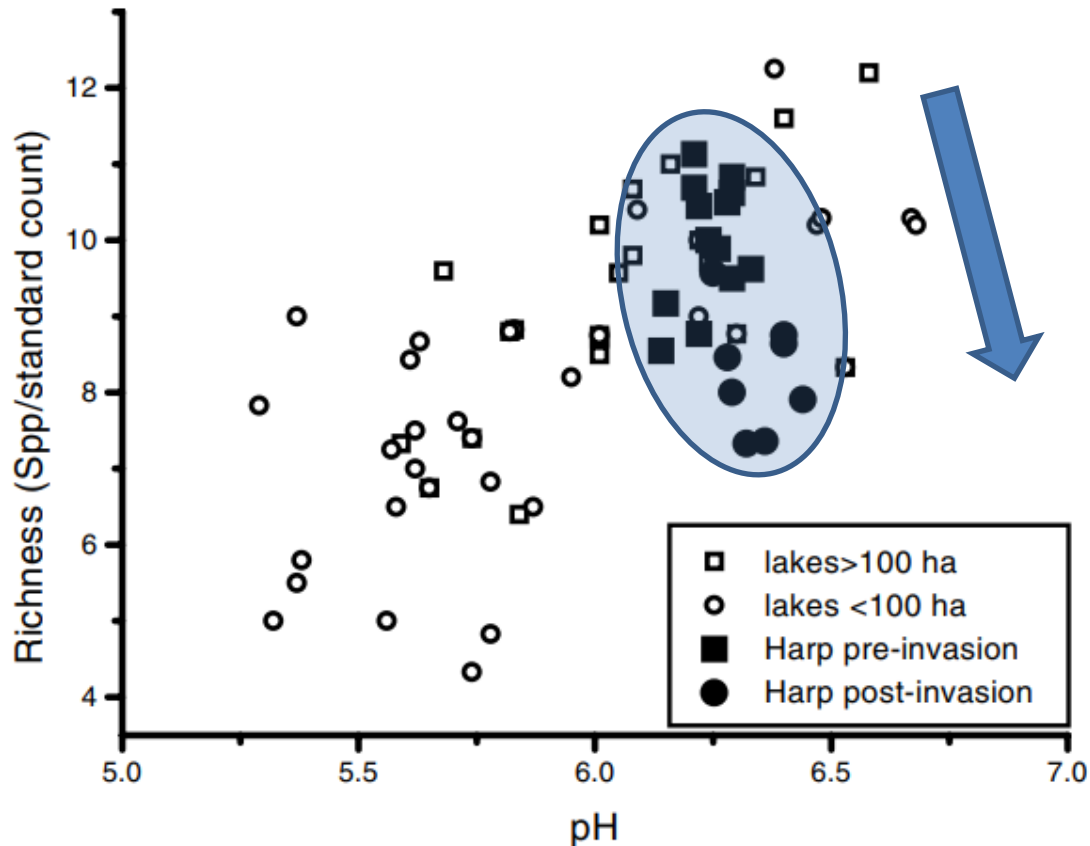 Richness (Spp/standard count)
12
10
8
6
4
lakes>100 ha
lakes <100 ha
Harp pre-invasion
Harp post-invasion
5.0 5.5 6.0 6.5 7.0
pH